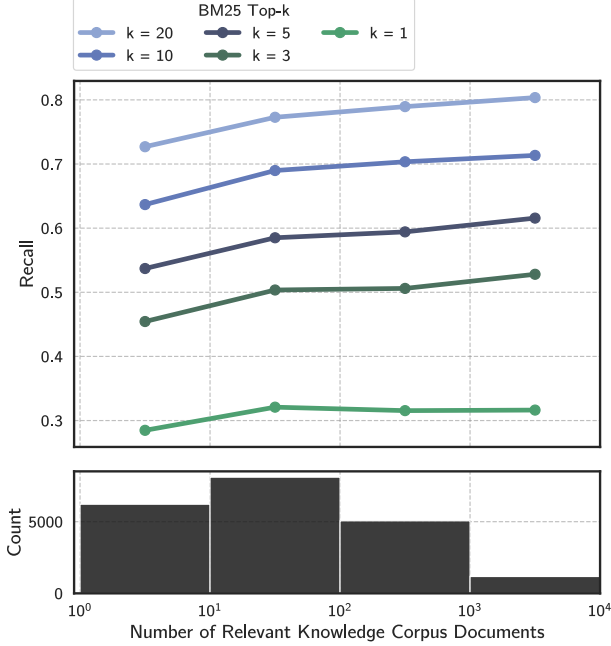 BM25 Top-k
k = 20 k = 5 k = 1
k = 10 k = 3
0.8
0.7
0.6
0.5
0.4
0.3
Recall
5000
0
Count
10^0 10^1 10^2 10^3 10^4
Number of Relevant Knowledge Corpus Documents